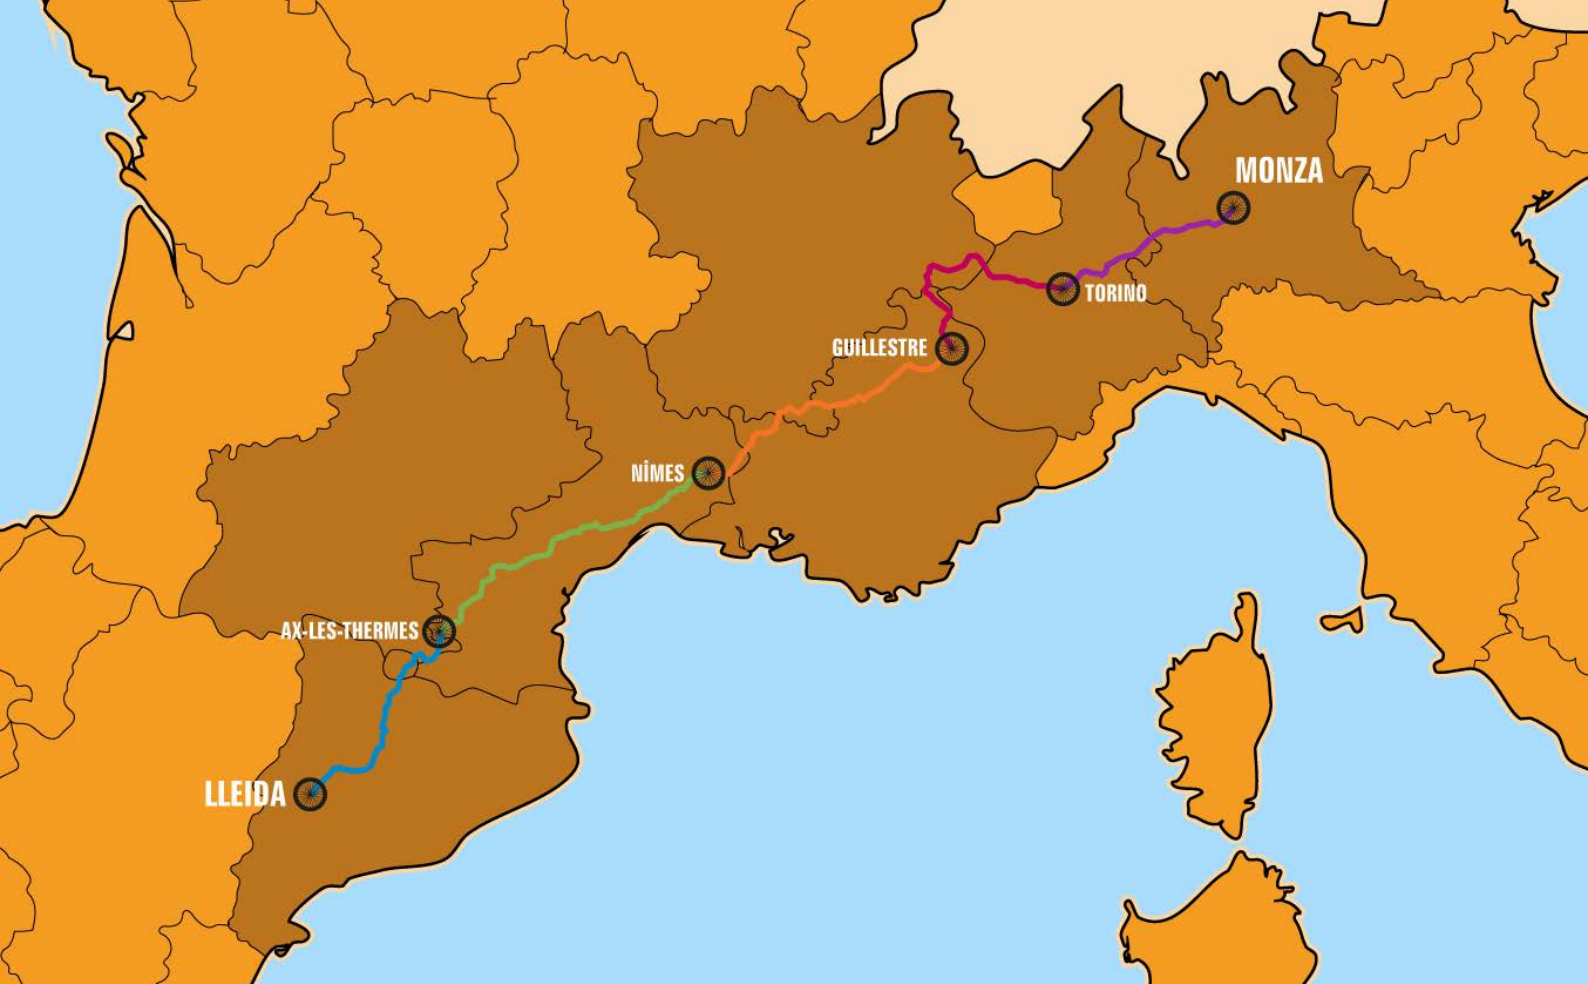 MONZA
TORINO
GUILLESTRE
NÎMES
AX-LES-THERMES
LLEIDA